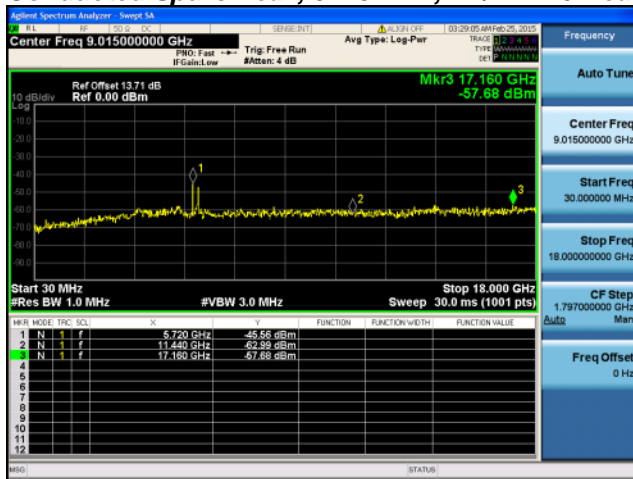 Agilent Spectrum Analyzer - Swept SA
RL RF 50 Ω DC SENSE:INT ALIGN OFF 03:29:05 AM Feb 25, 2015
Center Freq 9.015000000 GHz
PNO: Fast Trig: Free Run
IFGain:Low #Atten: 4 dB
Avg Type: Log-Pwr
TRACE 1 2 3 4 5 6
TYPE
DET P N N N N N
Frequency
Ref Offset 13.71 dB
10 dB/div Ref 0.00 dBm
Log
Mkr3 17.160 GHz
-57.68 dBm
Auto Tune
Center Freq
9.015000000 GHz
Start Freq
30.000000 MHz
Stop Freq
18.000000000 GHz
CF Step
1.797000000 GHz
Auto Man
Freq Offset
0 Hz
-10.0
-20.0
-30.0
-40.0
-50.0
-60.0
-70.0
-80.0
-90.0
1
2
3
Start 30 MHz Stop 18.000 GHz
#Res BW 1.0 MHz #VBW 3.0 MHz Sweep 30.0 ms (1001 pts)
MKR MODE TRC SCL X Y FUNCTION FUNCTION WIDTH FUNCTION VALUE
1 N 1 f 5.720 GHz -45.56 dBm
2 N 1 f 11.440 GHz -62.99 dBm
3 N 1 f 17.160 GHz -57.68 dBm
4
5
6
7
8
9
10
11
12
MSG STATUS